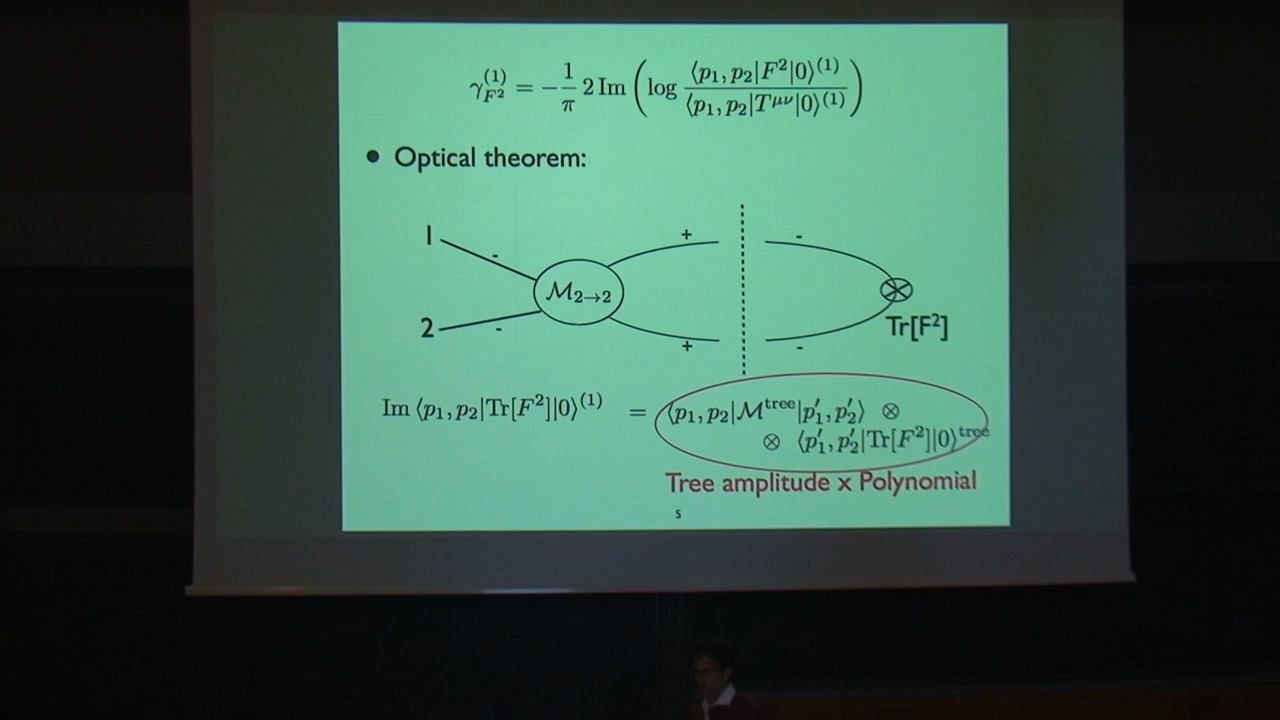 γ_{F²}^{(1)} = −\frac{1}{π} 2 Im ( log \frac{⟨p₁, p₂|F²|0⟩^{(1)}}{⟨p₁, p₂|T^{μν}|0⟩^{(1)}} )
• Optical theorem:
1 - + -
M_{2→2}
2 - + - Tr[F²]
Im ⟨p₁, p₂|Tr[F²]|0⟩^{(1)} = ⟨p₁, p₂|M^{tree}|p′₁, p′₂⟩ ⊗
⊗ ⟨p′₁, p′₂|Tr[F²]|0⟩^{tree}
Tree amplitude x Polynomial
5